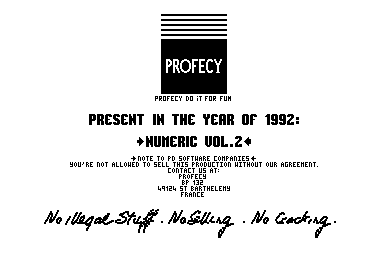 PROFECY
PROFECY DO iT FOR FUN
PRESENT IN THE YEAR OF 1992:
NUMERIC VOL.2
NOTE TO PD SOFTWARE COMPANIES
YOU'RE NOT ALLOWED TO SELL THIS PRODUCTION WITHOUT OUR AGREEMENT.
CONTACT US AT:
PROFECY
BP 132
49124 ST BARTHELEMY
FRANCE
No Illegal Stuff . No Selling . No Cracking .